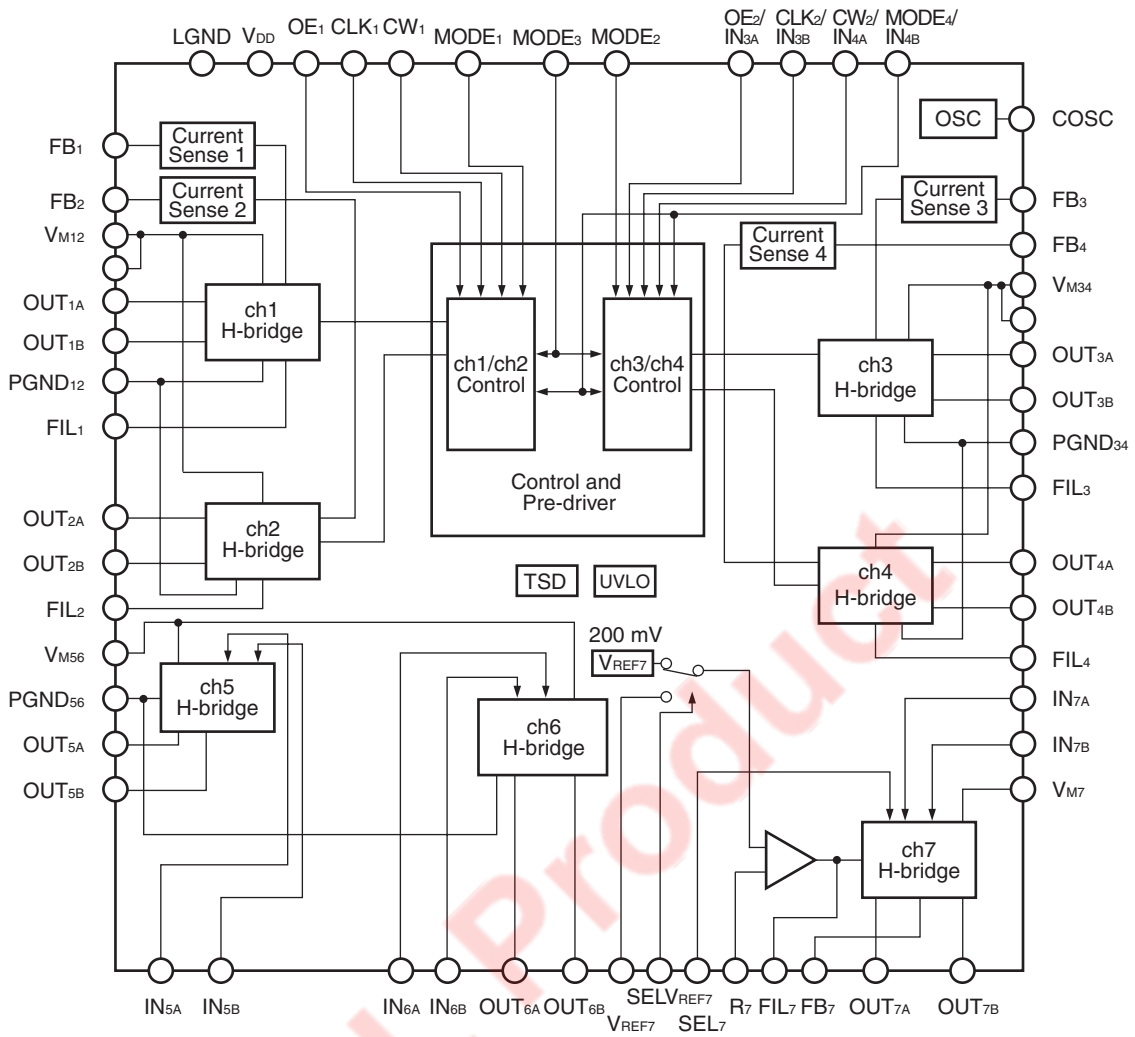 LGND
VDD
OE1
CLK1
CW1
MODE1
MODE3
MODE2
OE2/
IN3A
CLK2/
IN3B
CW2/
IN4A
MODE4/
IN4B
FB1
FB2
VM12
OUT1A
OUT1B
PGND12
FIL1
OUT2A
OUT2B
FIL2
VM56
PGND56
OUT5A
OUT5B
Current
Sense 1
Current
Sense 2
ch1
H-bridge
ch2
H-bridge
ch5
H-bridge
ch1/ch2
Control
ch3/ch4
Control
Control and
Pre-driver
TSD
UVLO
200 mV
VREF7
ch6
H-bridge
OSC
Current
Sense 3
Current
Sense 4
ch3
H-bridge
ch4
H-bridge
ch7
H-bridge
COSC
FB3
FB4
VM34
OUT3A
OUT3B
PGND34
FIL3
OUT4A
OUT4B
FIL4
IN7A
IN7B
VM7
IN5A
IN5B
IN6A
IN6B
OUT6A
OUT6B
VREF7
SELVREF7
SEL7
R7
FIL7
FB7
OUT7A
OUT7B
Product